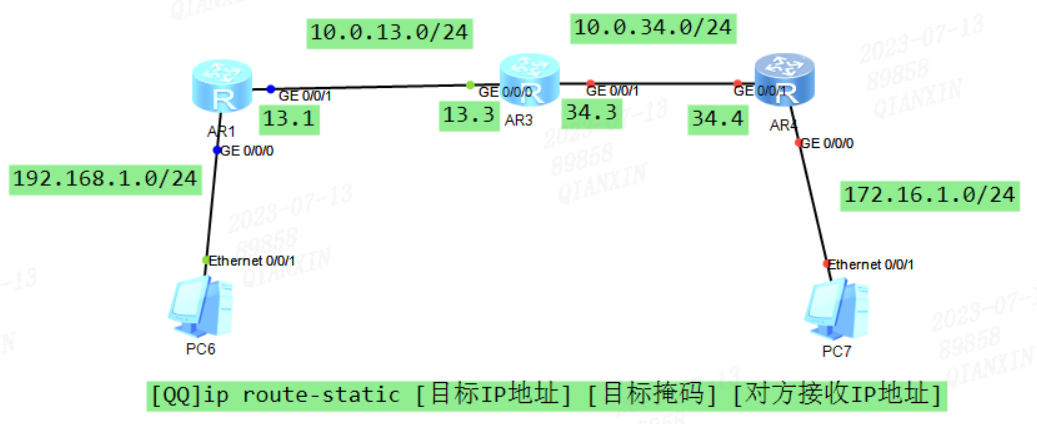 10.0.13.0/24
10.0.34.0/24
2023-07-13
89858
QIANXIN
GE 0/0/1
GE 0/0/0
GE 0/0/1
GE 0/0/1
R
R
R
13.1
13.3
34.3
34.4
AR1
AR3
AR4
-13
89858
QIANXIN
GE 0/0/0
GE 0/0/0
192.168.1.0/24
172.16.1.0/24
2023-07-13
89858
QIANXIN
Ethernet 0/0/1
Ethernet 0/0/1
-13
2023-07-1
89858
QIANXIN
PC6
PC7
[QQ]ip route-static [目标IP地址] [目标掩码] [对方接收IP地址]